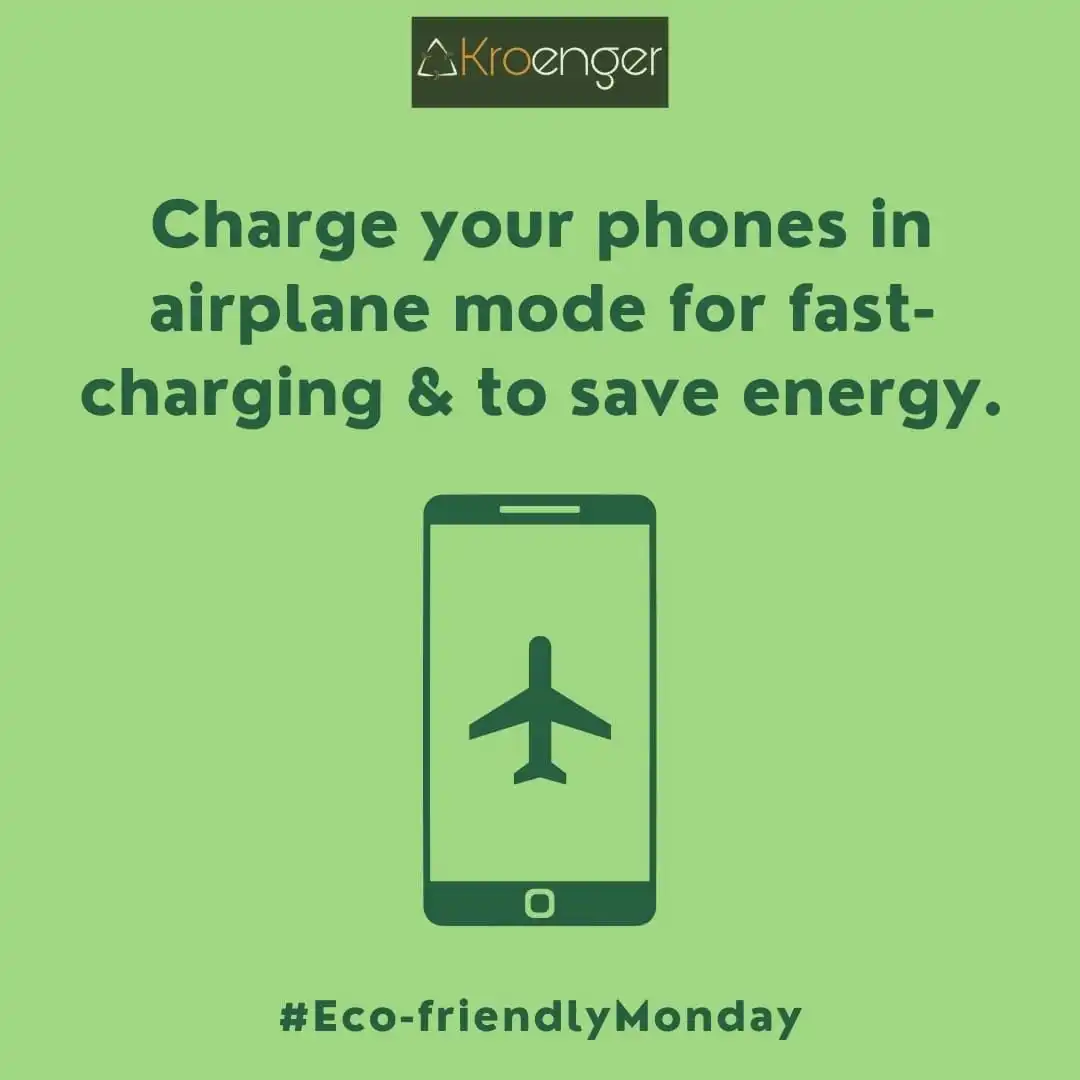 Kroenger
Charge your phones in
airplane mode for fast-
charging & to save energy.
#Eco-friendlyMonday